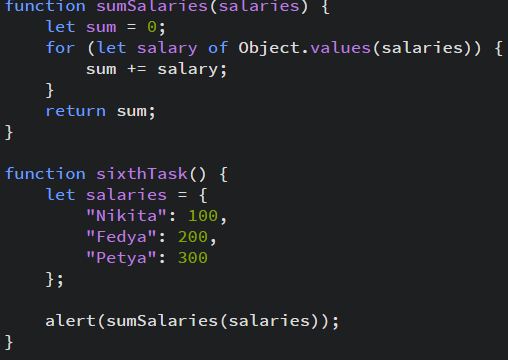 function sumSalaries(salaries) {
    let sum = 0;
    for (let salary of Object.values(salaries)) {
        sum += salary;
    }
    return sum;
}

function sixthTask() {
    let salaries = {
        "Nikita": 100,
        "Fedya": 200,
        "Petya": 300
    };

    alert(sumSalaries(salaries));
}